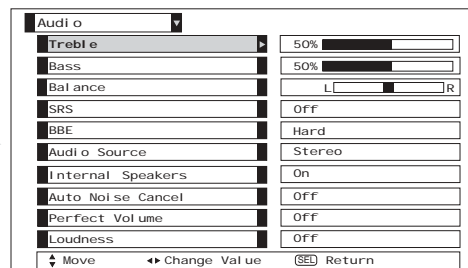 Audio
Treble 50%
Bass 50%
Balance L R
SRS Off
BBE Hard
Audio Source Stereo
Internal Speakers On
Auto Noise Cancel Off
Perfect Volume Off
Loudness Off
Move Change Value SEL Return